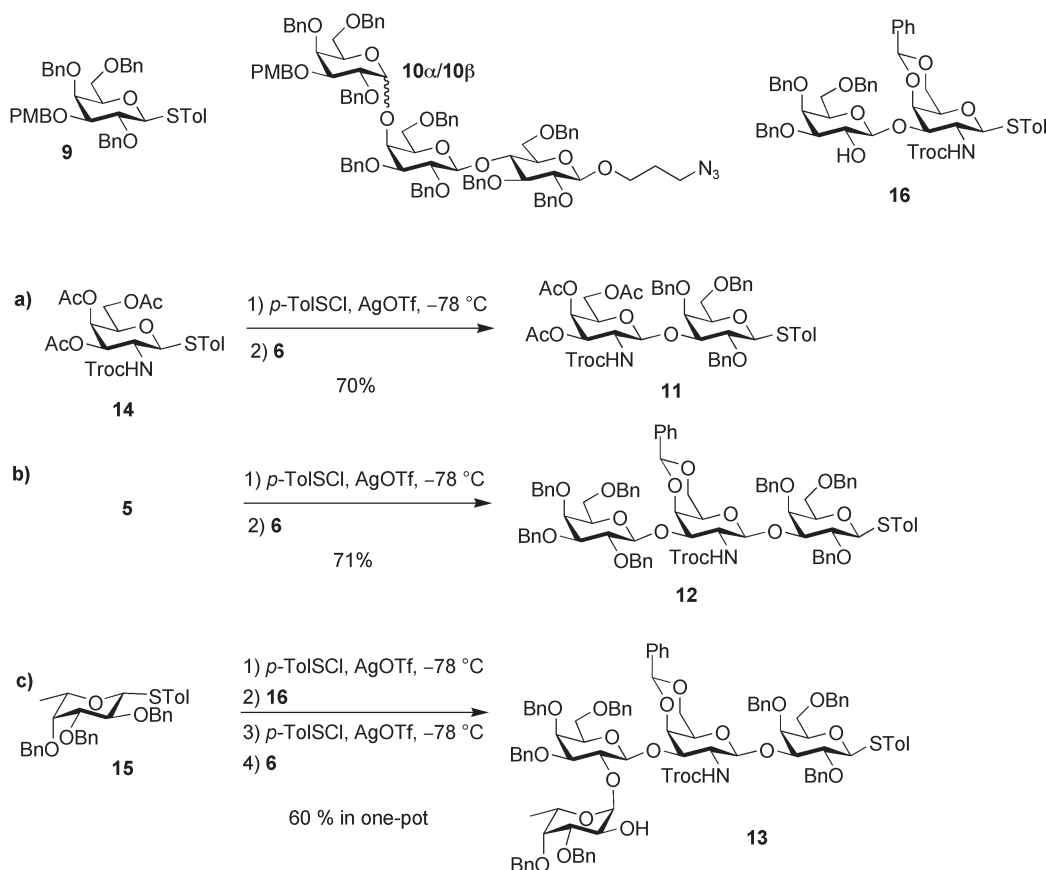 BnO OBn
PMBO O STol
OBn
9
BnO OBn
PMBO O
BnO
10α/10β
O OBn
BnO O
BnO
OBn
O O
BnO
OBn
O N3
Ph
O O
BnO OBn
BnO O O O STol
HO TrocHN
16
a)
AcO OAc
AcO O STol
TrocHN
14
1) p-TolSCl, AgOTf, –78 °C
2) 6
70%
AcO OAc BnO OBn
AcO O O O STol
TrocHN OBn
11
b)
5
1) p-TolSCl, AgOTf, –78 °C
2) 6
71%
Ph
O O
BnO OBn BnO OBn
BnO O O O O O STol
OBn TrocHN BnO
12
c)
O STol
OBn
BnO OBn
15
1) p-TolSCl, AgOTf, –78 °C
2) 16
3) p-TolSCl, AgOTf, –78 °C
4) 6
60 % in one-pot
Ph
O O
BnO OBn BnO OBn
BnO O O O O O STol
O TrocHN BnO
O OH
BnO OBn
13